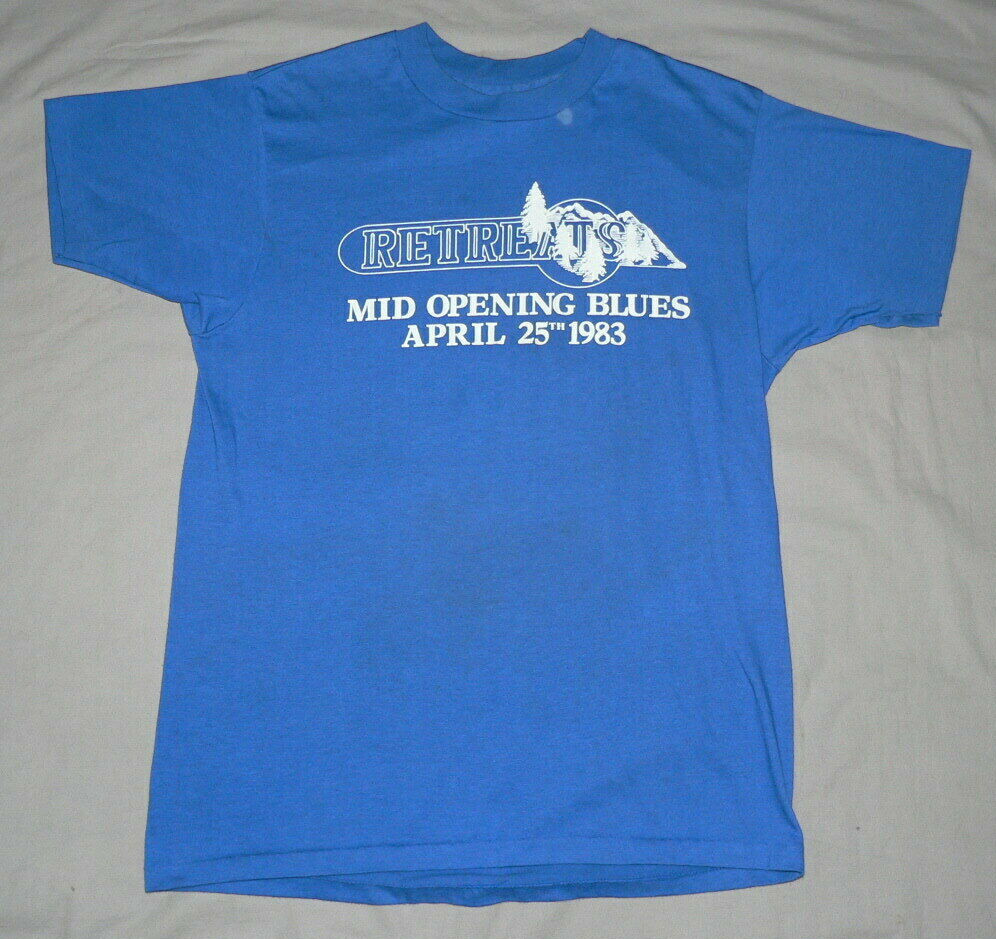 RETREATS
MID OPENING BLUES
APRIL 25TH 1983